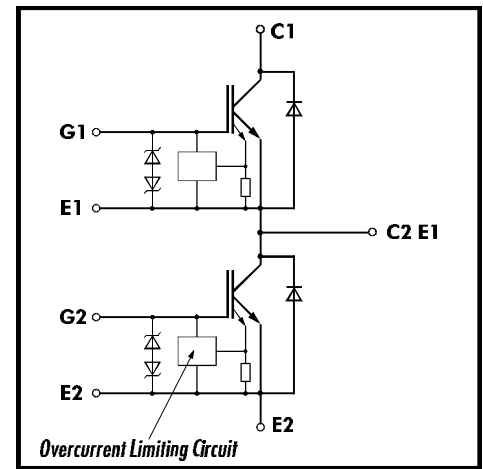 C1
G1
E1
C2 E1
G2
E2
E2
Overcurrent Limiting Circuit